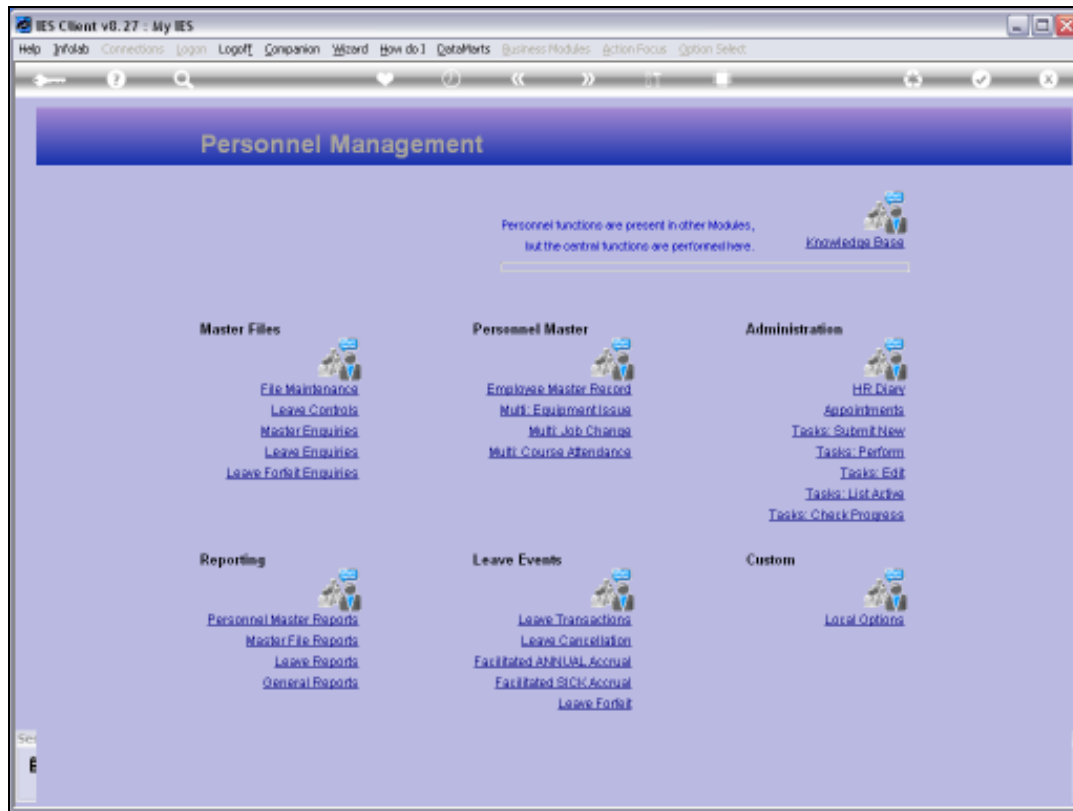 IES Client v8.27 : My IES
Help Infolab Connections Logon Logoff Companion Wizard How do I DataMarts Business Modules Action Focus Option Select
Personnel Management
Personnel functions are present in other Modules,
but the central functions are performed here.
Knowledge Base
Master Files
File Maintenance
Leave Controls
Master Enquiries
Leave Enquiries
Leave Forfeit Enquiries
Personnel Master
Employee Master Record
Multi: Equipment Issue
Multi: Job Change
Multi: Course Attendance
Administration
HR Diary
Appointments
Tasks: Submit New
Tasks: Perform
Tasks: Edit
Tasks: List Active
Tasks: Check Progress
Reporting
Personnel Master Reports
Master File Reports
Leave Reports
General Reports
Leave Events
Leave Transactions
Leave Cancellation
Facilitated ANNUAL Accrual
Facilitated SICK Accrual
Leave Forfeit
Custom
Local Options